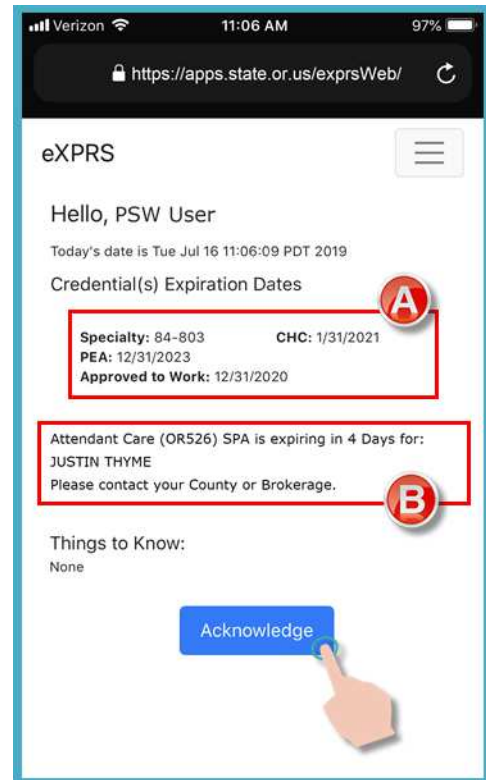 Verizon 11:06 AM 97%
https://apps.state.or.us/exprsWeb/
eXPRS
Hello, PSW User
Today's date is Tue Jul 16 11:06:09 PDT 2019
Credential(s) Expiration Dates
A
Specialty: 84-803 CHC: 1/31/2021
PEA: 12/31/2023
Approved to Work: 12/31/2020
Attendant Care (OR526) SPA is expiring in 4 Days for:
JUSTIN THYME
Please contact your County or Brokerage.
B
Things to Know:
None
Acknowledge